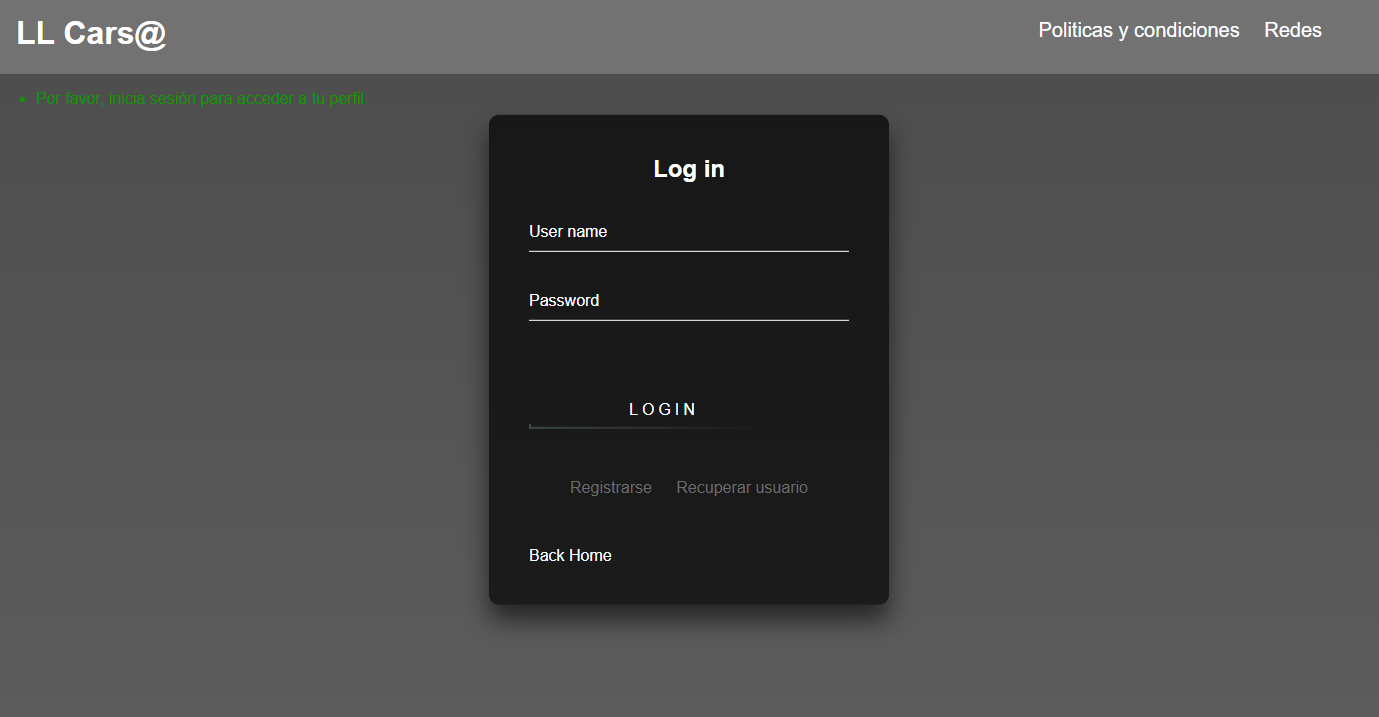 LL Cars@
Politicas y condiciones Redes
Por favor, inicia sesión para acceder a tu perfil.
Log in
User name
Password
LOGIN
Registrarse Recuperar usuario
Back Home